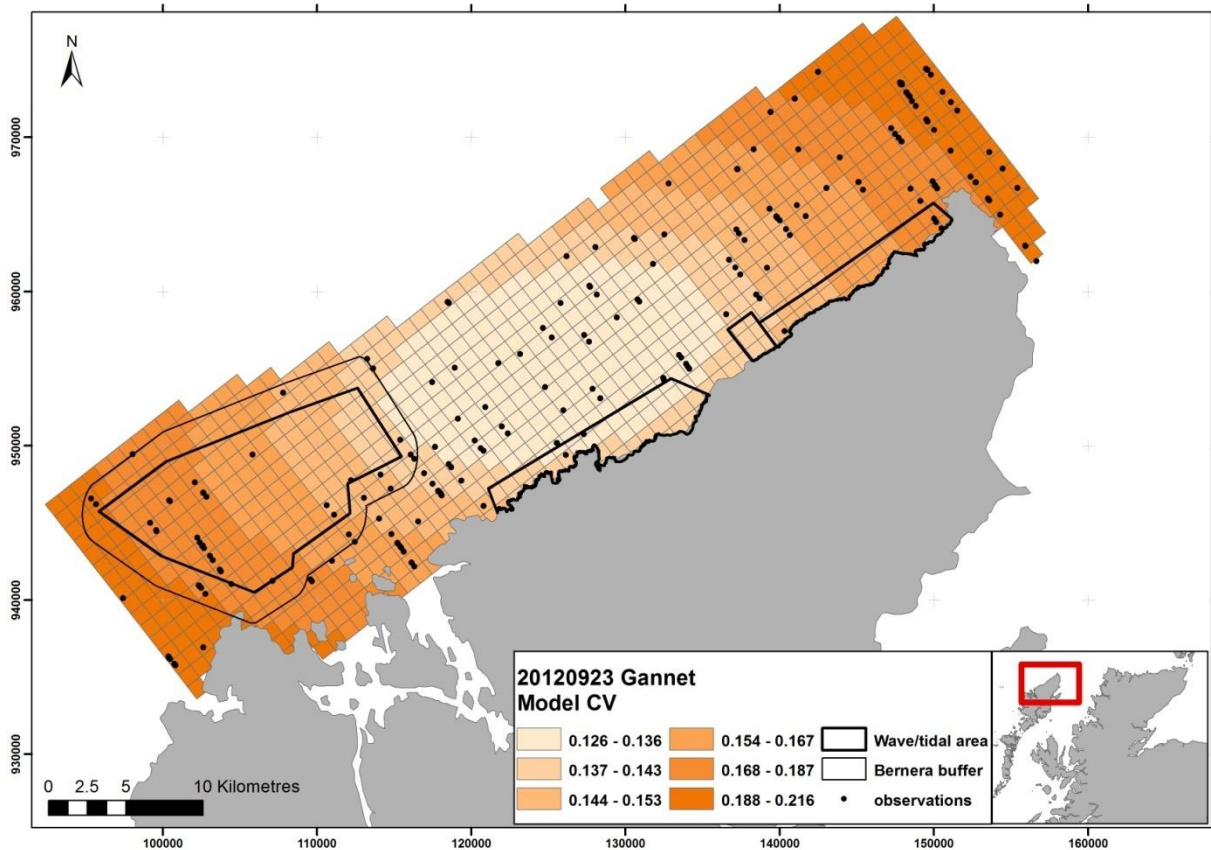 N
970000
960000
950000
940000
930000
20120923 Gannet
Model CV
0.126 - 0.136
0.154 - 0.167
Wave/tidal area
0.137 - 0.143
0.168 - 0.187
Bernera buffer
0.144 - 0.153
0.188 - 0.216
observations
0 2.5 5 10 Kilometres
100000 110000 120000 130000 140000 150000 160000